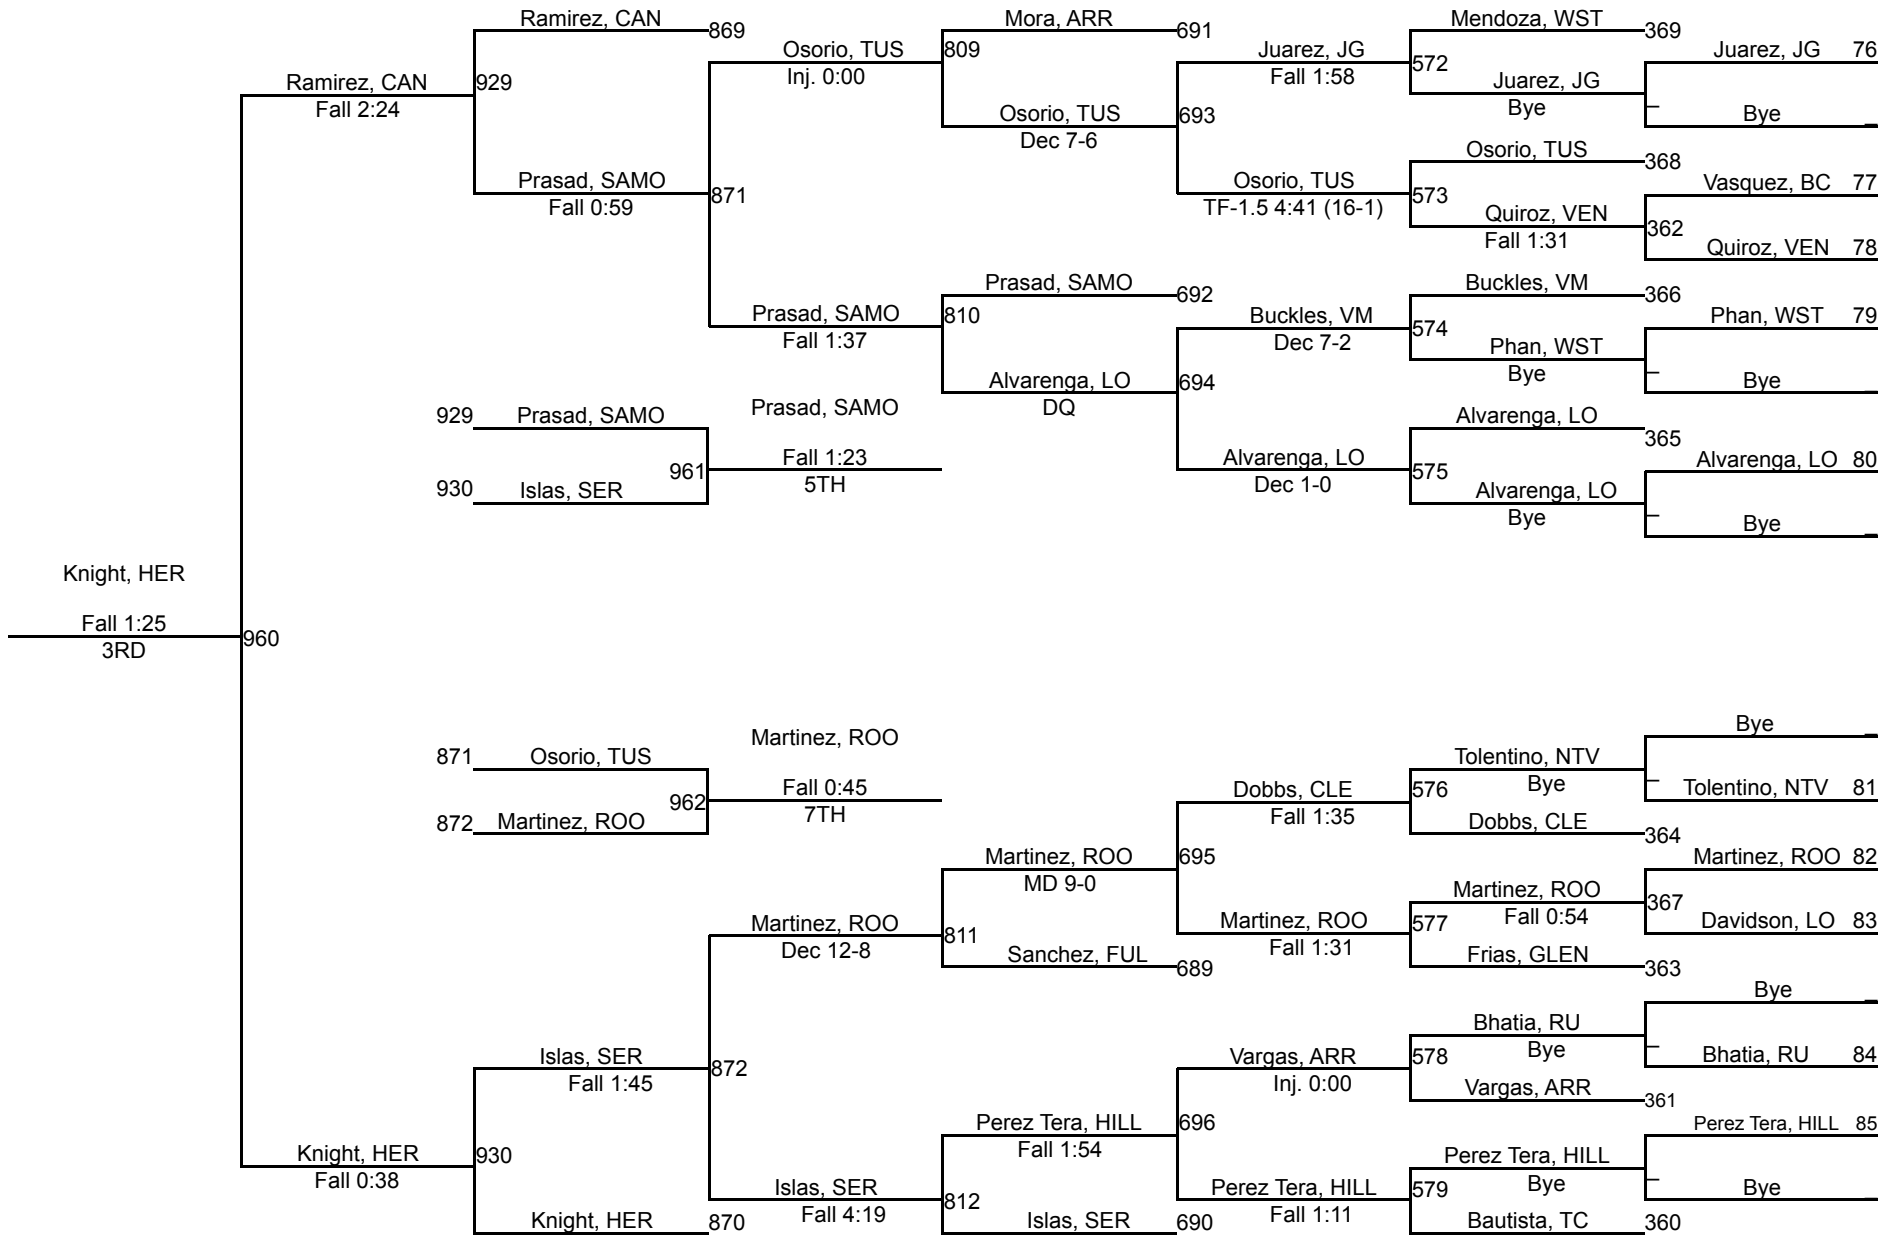 Ramirez, CAN
869
Mora, ARR
691
Mendoza, WST
369
Osorio, TUS
Inj. 0:00
809
Juarez, JG
Fall 1:58
572
Juarez, JG 76
Ramirez, CAN
Fall 2:24
929
Juarez, JG
Bye
Bye
Osorio, TUS
Dec 7-6
693
Osorio, TUS
368
Prasad, SAMO
Fall 0:59
871
Osorio, TUS
TF-1.5 4:41 (16-1)
573
Vasquez, BC 77
Quiroz, VEN
Fall 1:31
362
Quiroz, VEN 78
Prasad, SAMO
692
Buckles, VM
366
Prasad, SAMO
Fall 1:37
810
Buckles, VM
Dec 7-2
574
Phan, WST 79
Phan, WST
Bye
Bye
Alvarenga, LO
DQ
694
929
Prasad, SAMO
Prasad, SAMO
Alvarenga, LO
365
961
Fall 1:23
5TH
Alvarenga, LO
Dec 1-0
575
Alvarenga, LO 80
930
Islas, SER
Alvarenga, LO
Bye
Bye
Knight, HER
Fall 1:25
3RD
960
Bye
871
Osorio, TUS
Martinez, ROO
Tolentino, NTV
Bye
962
Fall 0:45
7TH
Dobbs, CLE
Fall 1:35
576
Tolentino, NTV 81
872
Martinez, ROO
Dobbs, CLE
364
Martinez, ROO
MD 9-0
695
Martinez, ROO 82
Martinez, ROO
Fall 0:54
367
Martinez, ROO
Dec 12-8
811
Martinez, ROO
Fall 1:31
577
Davidson, LO 83
Sanchez, FUL
689
Frias, GLEN
363
Bye
Bhatia, RU
Bye
Islas, SER
Fall 1:45
872
Vargas, ARR
Inj. 0:00
578
Bhatia, RU 84
Vargas, ARR
361
Perez Tera, HILL
Fall 1:54
696
Perez Tera, HILL 85
Knight, HER
Fall 0:38
930
Perez Tera, HILL
Bye
Islas, SER
Fall 4:19
812
Perez Tera, HILL
Fall 1:11
579
Bye
Knight, HER
870
Islas, SER
690
Bautista, TC
360